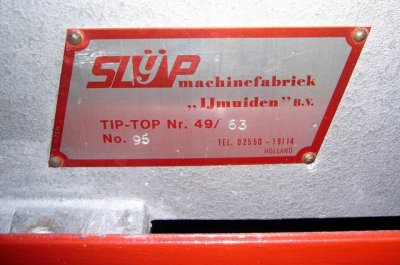 SLÿP machinefabriek
„IJmuiden" B.V.
TIP-TOP Nr. 49/ 63
No. 95 TEL. 02550-19114
HOLLAND